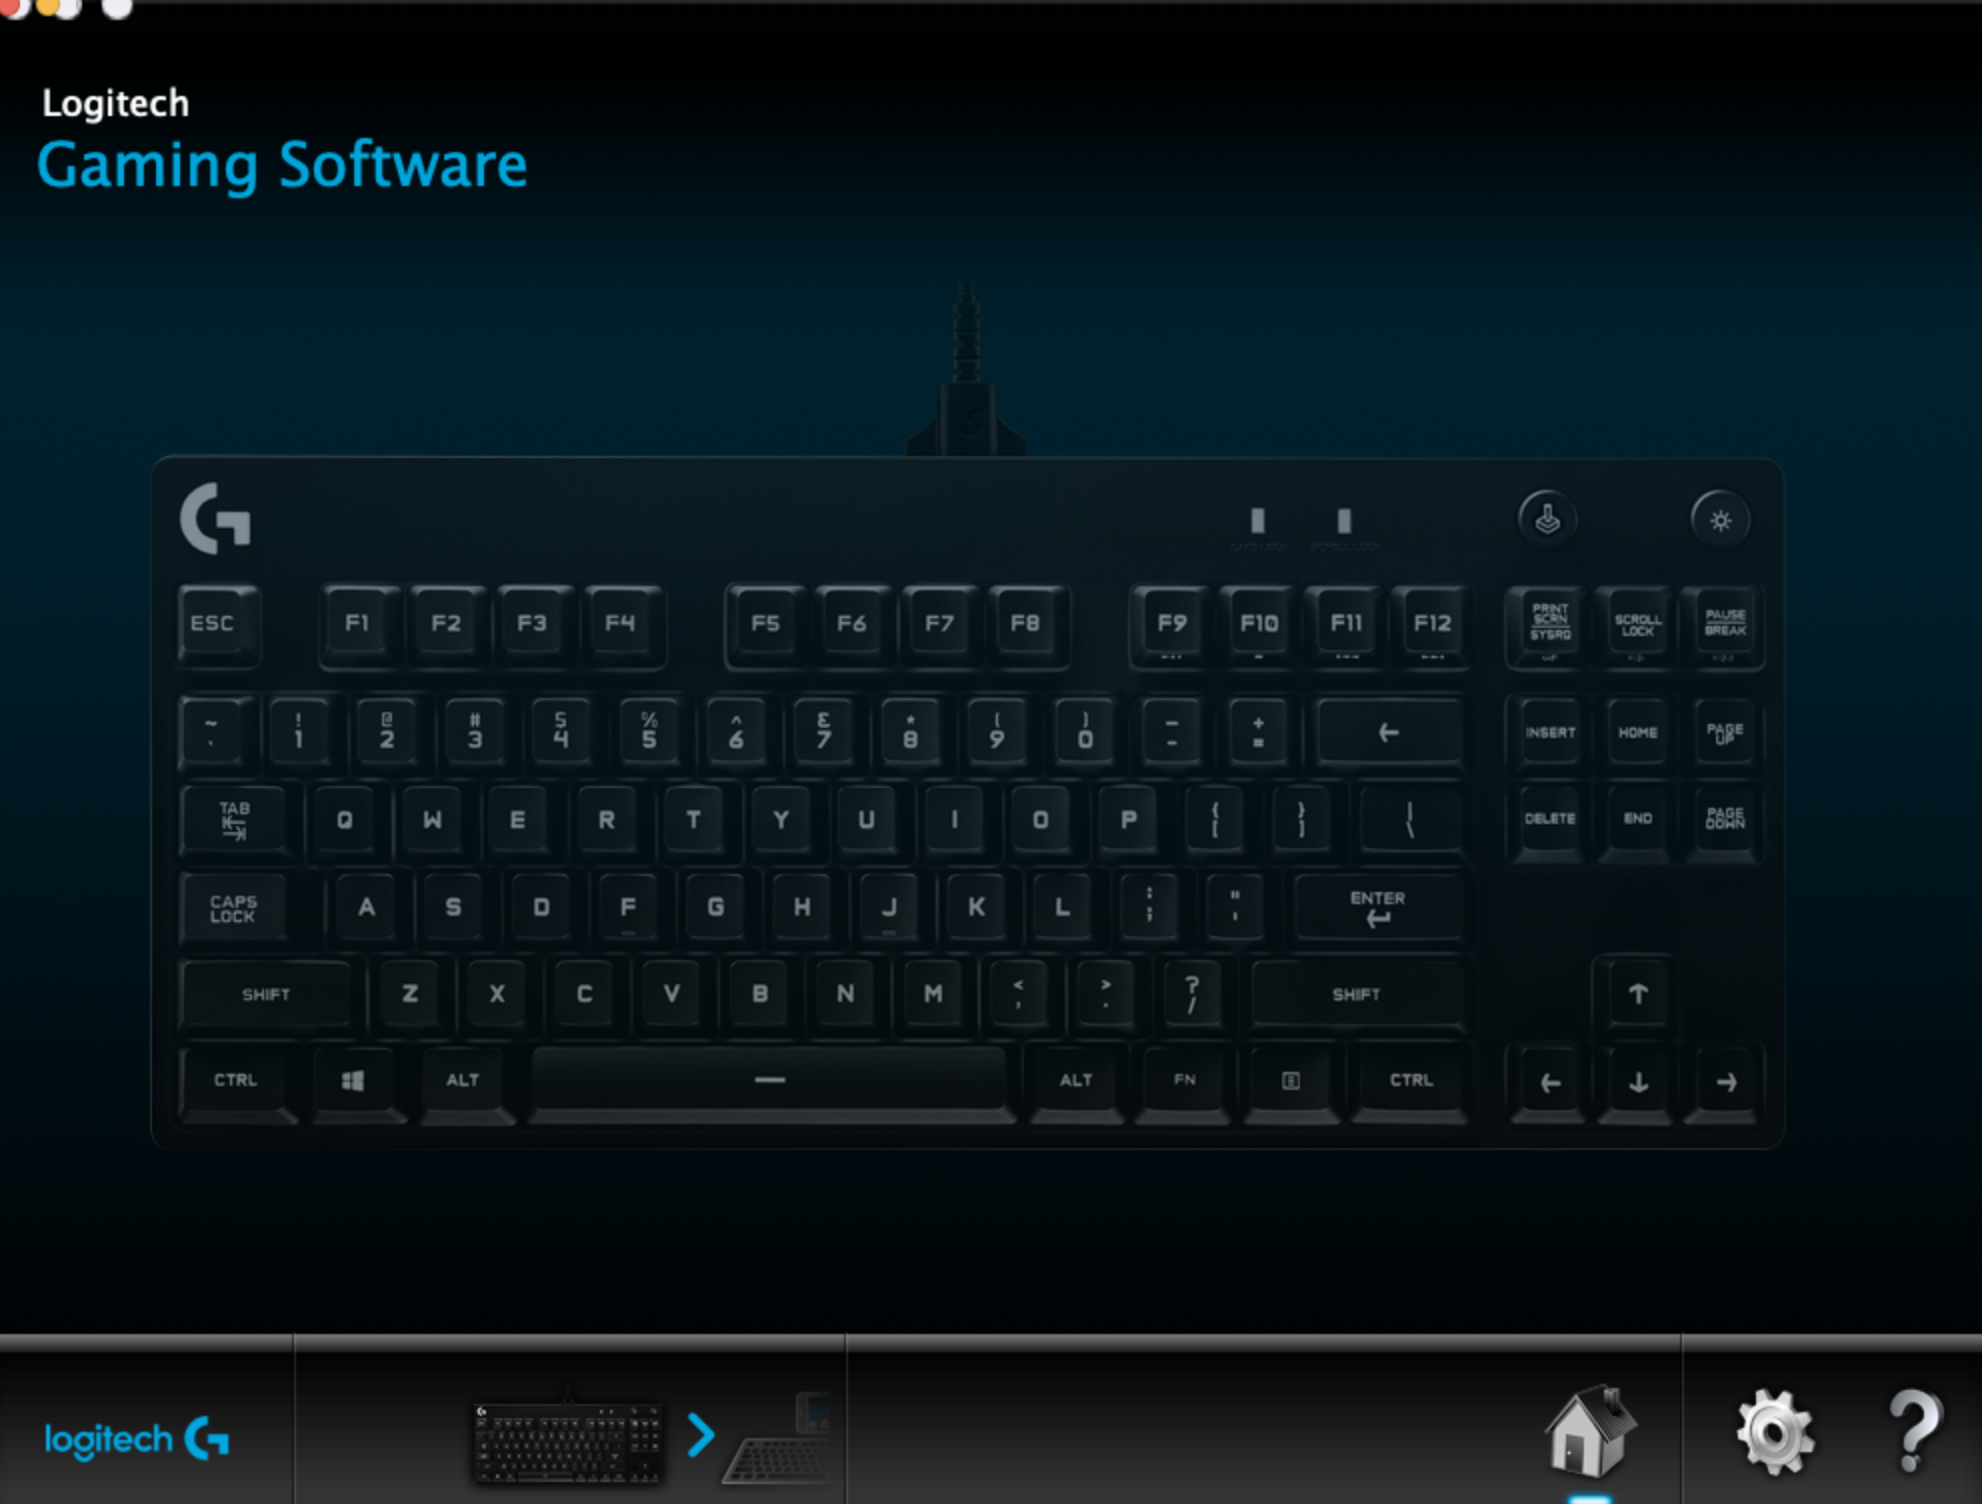 Logitech
Gaming Software
ESC F1 F2 F3 F4 F5 F6 F7 F8 F9 F10 F11 F12 PRINT SCRN SYSRQ SCROLL LOCK PAUSE BREAK
~ ` ! 1 @ 2 # 3 $ 4 % 5 ^ 6 & 7 * 8 ( 9 ) 0 _ - + = ← INSERT HOME PAGE UP
TAB Q W E R T Y U I O P { [ } ] | \ DELETE END PAGE DOWN
CAPS LOCK A S D F G H J K L : ; " ' ENTER
SHIFT Z X C V B N M < , > . ? / SHIFT ↑
CTRL ALT ALT FN CTRL ← ↓ →
logitech G